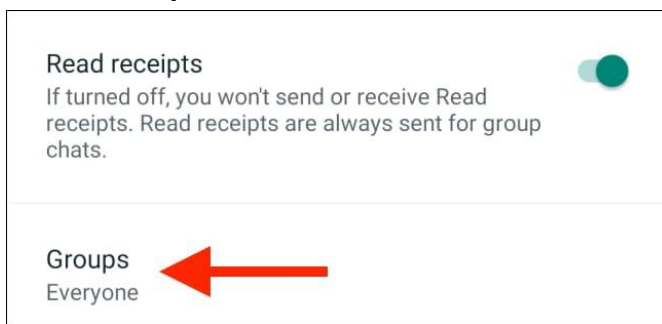 Read receipts
If turned off, you won't send or receive Read
receipts. Read receipts are always sent for group
chats.
Groups
Everyone